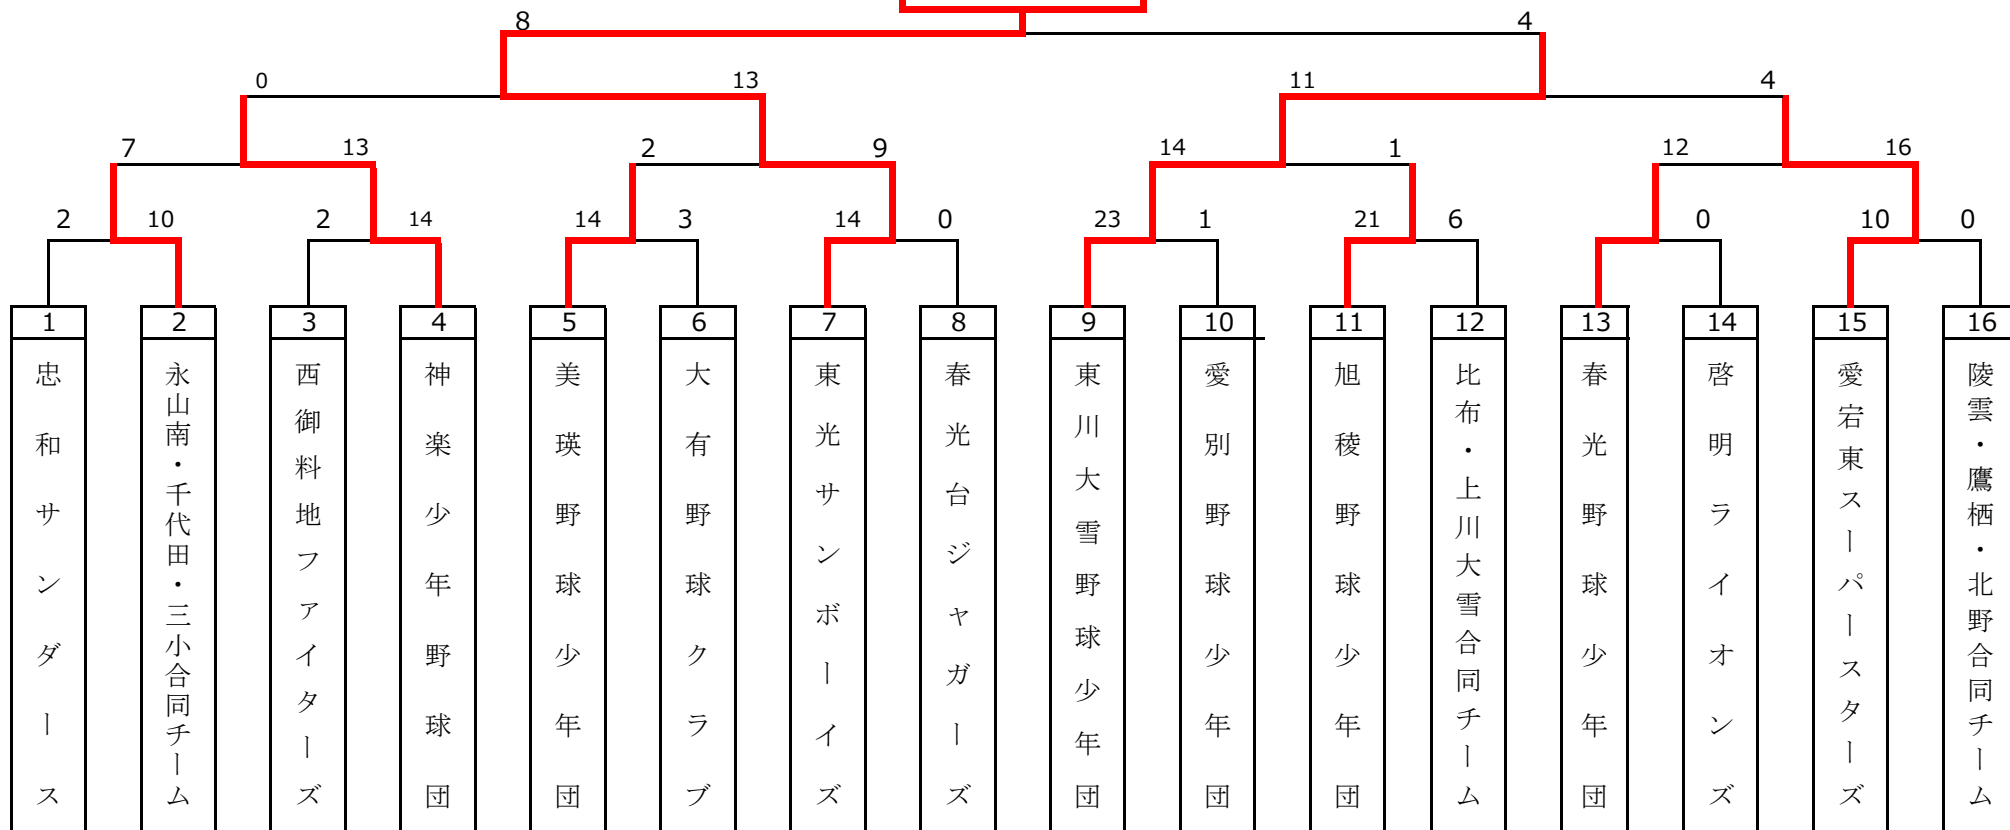 8 4
0 13 11 4
7 13 2 9 14 1 12 16
2 10 2 14 14 3 14 0 23 1 21 6 0 10 0
1 2 3 4 5 6 7 8 9 10 11 12 13 14 15 16
忠和サンダース
永山南・千代田・三小合同チーム
西御料地ファイターズ
神楽少年野球団
美瑛野球少年団
大有野球クラブ
東光サンボーイズ
春光台ジャガーズ
東川大雪野球少年団
愛別野球少年団
旭稜野球少年団
比布・上川大雪合同チーム
春光野球少年団
啓明ライオンズ
愛宕東スーパースターズ
陵雲・鷹栖・北野合同チーム